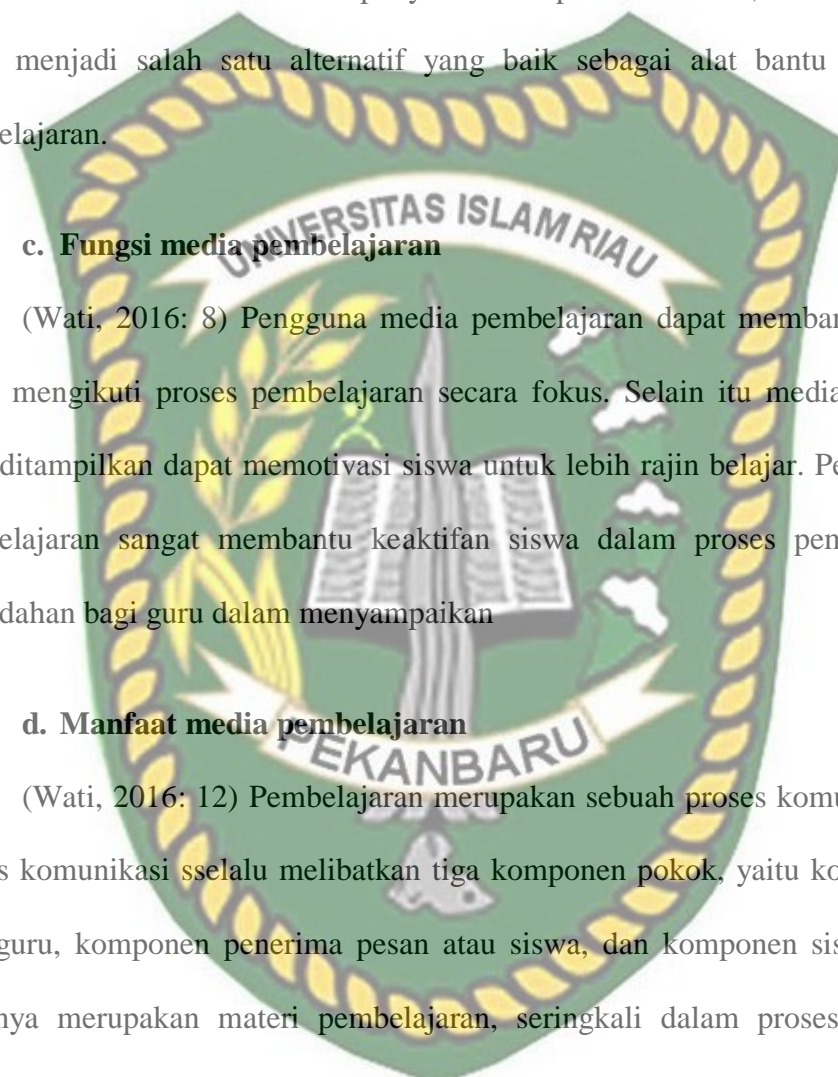 menjadi salah satu alternatif yang baik sebagai alat bantu
elajaran.
UNIVERSITAS ISLAM RIAU
c. Fungsi media pembelajaran
(Wati, 2016: 8) Pengguna media pembelajaran dapat memban
mengikuti proses pembelajaran secara fokus. Selain itu media
ditampilkan dapat memotivasi siswa untuk lebih rajin belajar. Pe
elajaran sangat membantu keaktifan siswa dalam proses pem
dahan bagi guru dalam menyampaikan
d. Manfaat media pembelajaran
PEKANBARU
(Wati, 2016: 12) Pembelajaran merupakan sebuah proses komu
s komunikasi sselalu melibatkan tiga komponen pokok, yaitu ko
guru, komponen penerima pesan atau siswa, dan komponen sis
nya merupakan materi pembelajaran, seringkali dalam proses